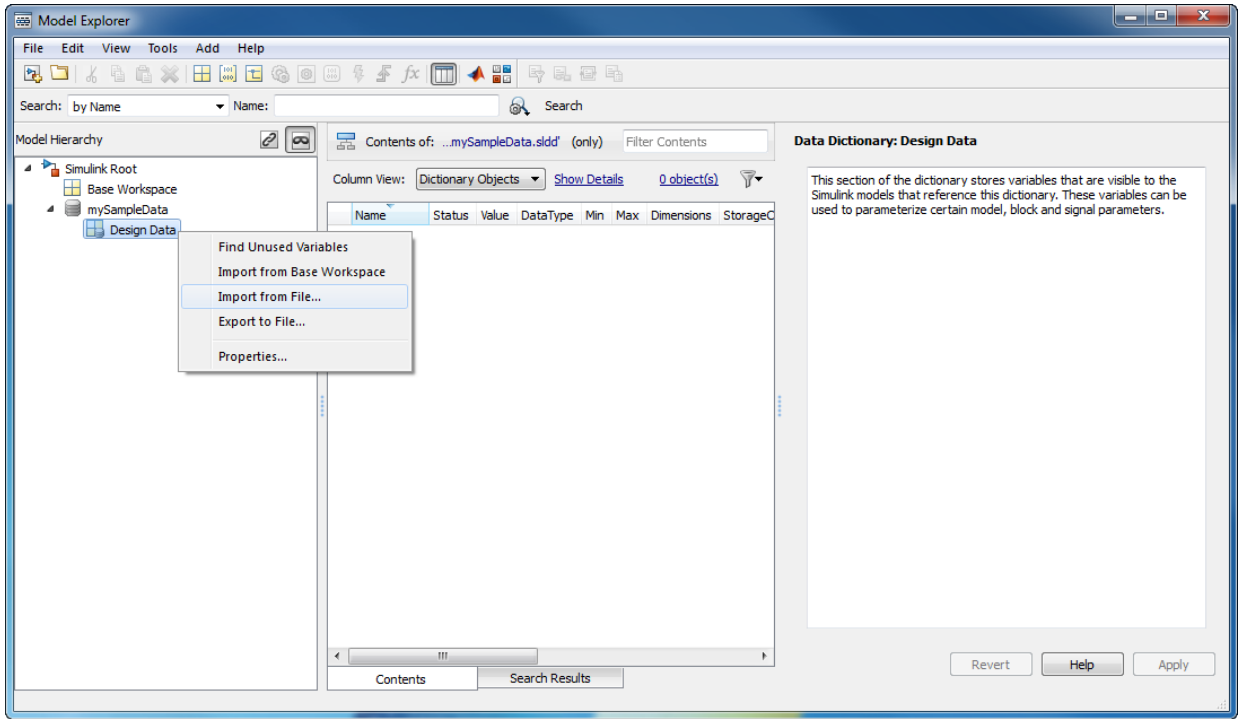 Model Explorer
File Edit View Tools Add Help
fx
Search: by Name Name: Search
Model Hierarchy
Simulink Root
Base Workspace
mySampleData
Design Data
Find Unused Variables
Import from Base Workspace
Import from File...
Export to File...
Properties...
Contents of: ...mySampleData.sldd' (only) Filter Contents
Column View: Dictionary Objects Show Details 0 object(s)
Name Status Value DataType Min Max Dimensions StorageC
Contents Search Results
Data Dictionary: Design Data
This section of the dictionary stores variables that are visible to the
Simulink models that reference this dictionary. These variables can be
used to parameterize certain model, block and signal parameters.
Revert Help Apply